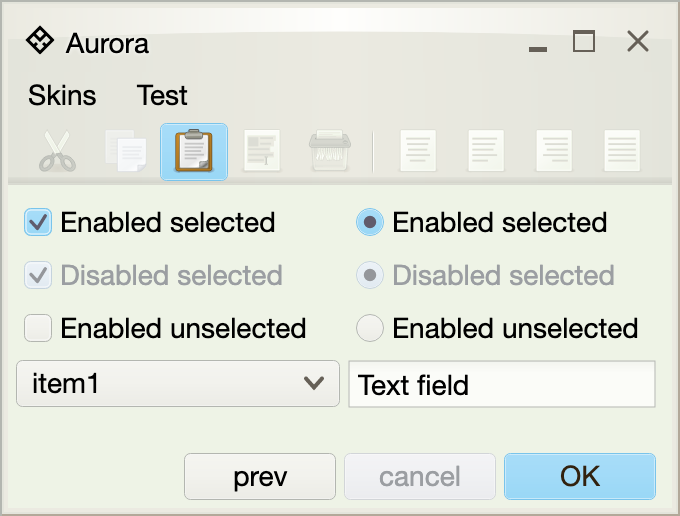 Aurora
Skins Test
Enabled selected Enabled selected
Disabled selected Disabled selected
Enabled unselected Enabled unselected
item1 Text field
prev cancel OK